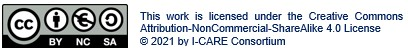 cc
BY NC SA
This work is licensed under the Creative Commons
Attribution-NonCommercial-ShareAlike 4.0 License
© 2021 by I-CARE Consortium